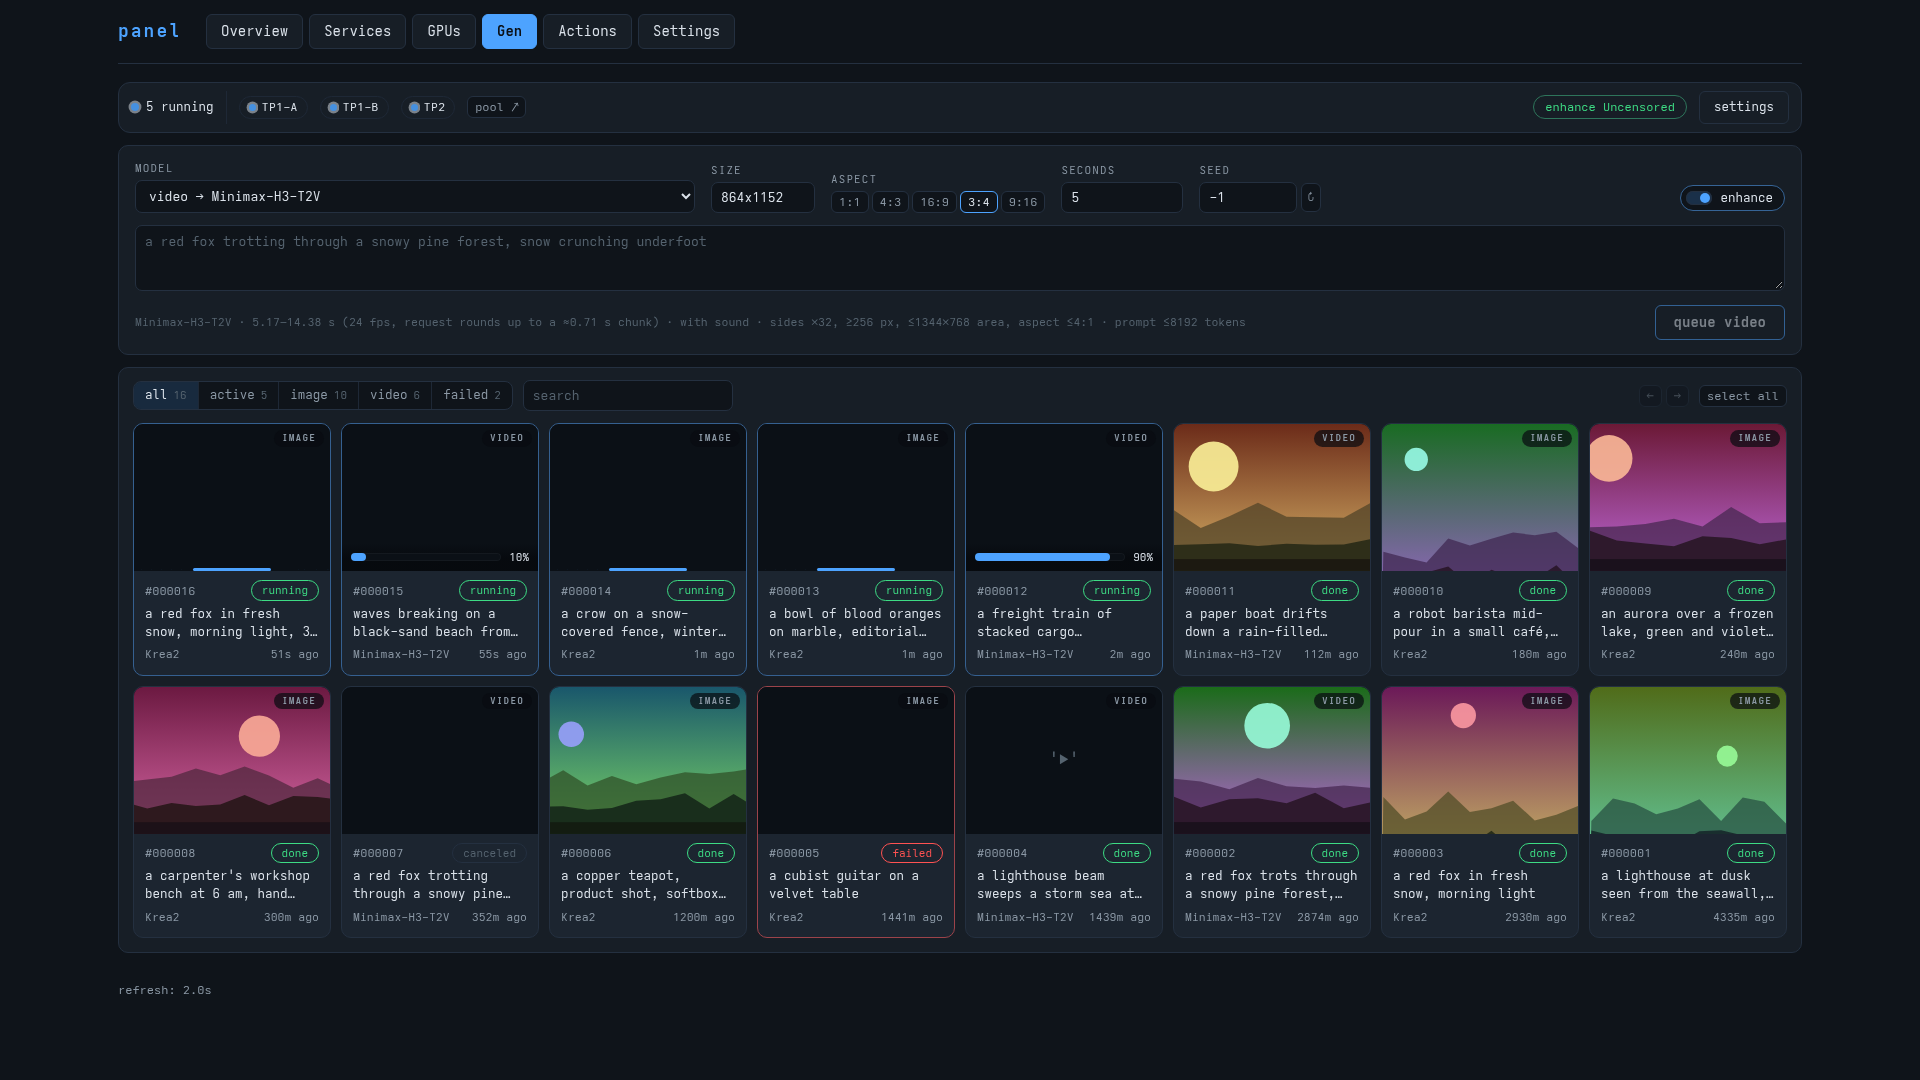 panel Overview Services GPUs Gen Actions Settings
5 running TP1-A TP1-B TP2 pool ↗ enhance Uncensored settings
MODEL SIZE ASPECT SECONDS SEED
video → Minimax-H3-T2V 864x1152 1:1 4:3 16:9 3:4 9:16 5 -1 ↻ enhance
a red fox trotting through a snowy pine forest, snow crunching underfoot
Minimax-H3-T2V · 5.17–14.38 s (24 fps, request rounds up to a ≈0.71 s chunk) · with sound · sides ×32, ≥256 px, ≤1344×768 area, aspect ≤4:1 · prompt ≤8192 tokens
queue video
all 16 active 5 image 10 video 6 failed 2 search ← → select all
IMAGE VIDEO IMAGE IMAGE VIDEO VIDEO IMAGE IMAGE
10% 90%
#000016 running
a red fox in fresh
snow, morning light, 3…
Krea2 51s ago
#000015 running
waves breaking on a
black-sand beach from…
Minimax-H3-T2V 55s ago
#000014 running
a crow on a snow-
covered fence, winter…
Krea2 1m ago
#000013 running
a bowl of blood oranges
on marble, editorial…
Krea2 1m ago
#000012 running
a freight train of
stacked cargo…
Minimax-H3-T2V 2m ago
#000011 done
a paper boat drifts
down a rain-filled…
Minimax-H3-T2V 112m ago
#000010 done
a robot barista mid-
pour in a small café,…
Krea2 180m ago
#000009 done
an aurora over a frozen
lake, green and violet…
Krea2 240m ago
IMAGE VIDEO IMAGE IMAGE VIDEO VIDEO IMAGE IMAGE
'▶'
#000008 done
a carpenter's workshop
bench at 6 am, hand…
Krea2 300m ago
#000007 canceled
a red fox trotting
through a snowy pine…
Minimax-H3-T2V 352m ago
#000006 done
a copper teapot,
product shot, softbox…
Krea2 1200m ago
#000005 failed
a cubist guitar on a
velvet table
Krea2 1441m ago
#000004 done
a lighthouse beam
sweeps a storm sea at…
Minimax-H3-T2V 1439m ago
#000002 done
a red fox trots through
a snowy pine forest,…
Minimax-H3-T2V 2874m ago
#000003 done
a red fox in fresh
snow, morning light
Krea2 2930m ago
#000001 done
a lighthouse at dusk
seen from the seawall,…
Krea2 4335m ago
refresh: 2.0s